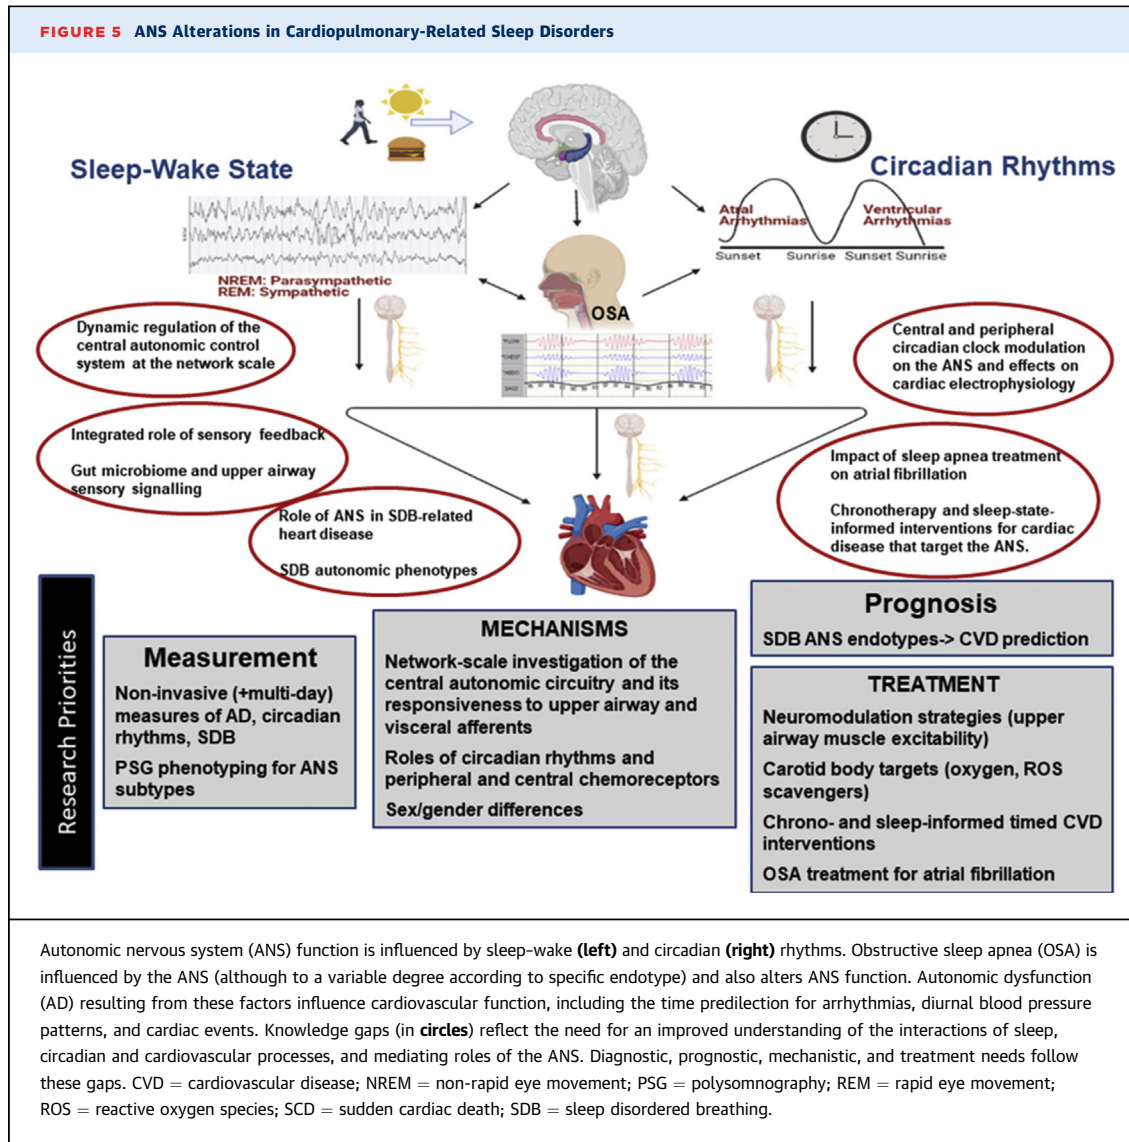 FIGURE 5 ANS Alterations in Cardiopulmonary-Related Sleep Disorders
Sleep-Wake State
Circadian Rhythms
NREM: Parasympathetic
REM: Sympathetic
Atrial
Arrhythmias
Ventricular
Arrhythmias
Sunset Sunrise Sunset Sunrise
OSA
Dynamic regulation of the
central autonomic control
system at the network scale
Integrated role of sensory feedback
Gut microbiome and upper airway
sensory signalling
Role of ANS in SDB-related
heart disease
SDB autonomic phenotypes
Central and peripheral
circadian clock modulation
on the ANS and effects on
cardiac electrophysiology
Impact of sleep apnea treatment
on atrial fibrillation
Chronotherapy and sleep-state-
informed interventions for cardiac
disease that target the ANS.
Research Priorities
Measurement
Non-invasive (+multi-day)
measures of AD, circadian
rhythms, SDB
PSG phenotyping for ANS
subtypes
MECHANISMS
Network-scale investigation of the
central autonomic circuitry and its
responsiveness to upper airway and
visceral afferents
Roles of circadian rhythms and
peripheral and central chemoreceptors
Sex/gender differences
Prognosis
SDB ANS endotypes-> CVD prediction
TREATMENT
Neuromodulation strategies (upper
airway muscle excitability)
Carotid body targets (oxygen, ROS
scavengers)
Chrono- and sleep-informed timed CVD
interventions
OSA treatment for atrial fibrillation
Autonomic nervous system (ANS) function is influenced by sleep-wake (left) and circadian (right) rhythms. Obstructive sleep apnea (OSA) is
influenced by the ANS (although to a variable degree according to specific endotype) and also alters ANS function. Autonomic dysfunction
(AD) resulting from these factors influence cardiovascular function, including the time predilection for arrhythmias, diurnal blood pressure
patterns, and cardiac events. Knowledge gaps (in circles) reflect the need for an improved understanding of the interactions of sleep,
circadian and cardiovascular processes, and mediating roles of the ANS. Diagnostic, prognostic, mechanistic, and treatment needs follow
these gaps. CVD = cardiovascular disease; NREM = non-rapid eye movement; PSG = polysomnography; REM = rapid eye movement;
ROS = reactive oxygen species; SCD = sudden cardiac death; SDB = sleep disordered breathing.